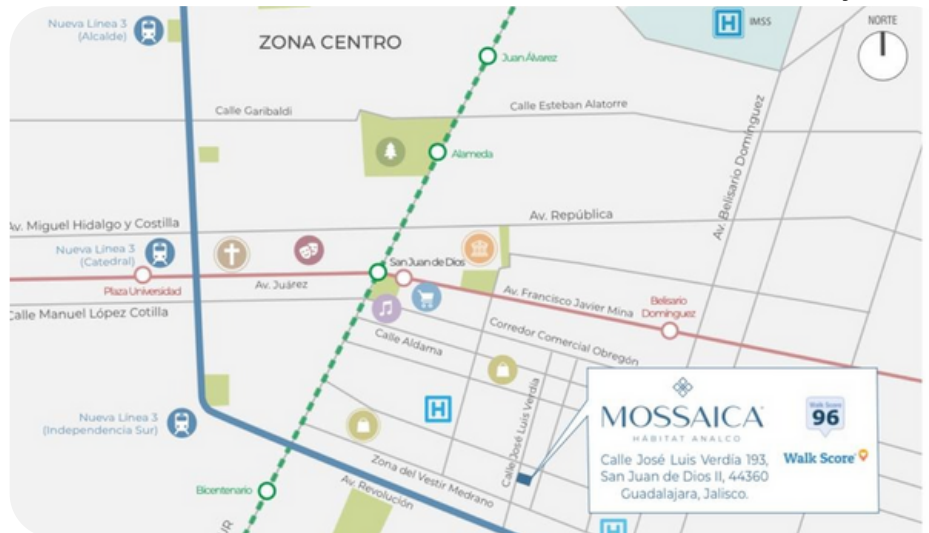 Nueva Línea 3
(Alcalde)
ZONA CENTRO
Juan Álvarez
H
IMSS
NORTE
Calle Garibaldi
Calle Esteban Alatorre
Alameda
Av. Belisario Domínguez
Av. Miguel Hidalgo y Costilla
Av. República
Nueva Línea 3
(Catedral)
San Juan de Dios
Plaza Universidad
Av. Juárez
Av. Francisco Javier Mina
Belisario
Domínguez
Calle Manuel López Cotilla
Corredor Comercial Obregón
Calle Aldama
Calle José Luis Verdía
H
Nueva Línea 3
(Independencia Sur)
Zona del Vestir Medrano
Av. Revolución
Bicentenario
UR
MOSSAICA
HÁBITAT ANALCO
Calle José Luis Verdía 193,
San Juan de Dios II, 44360
Guadalajara, Jalisco.
Walk Score
96
Walk Score
H